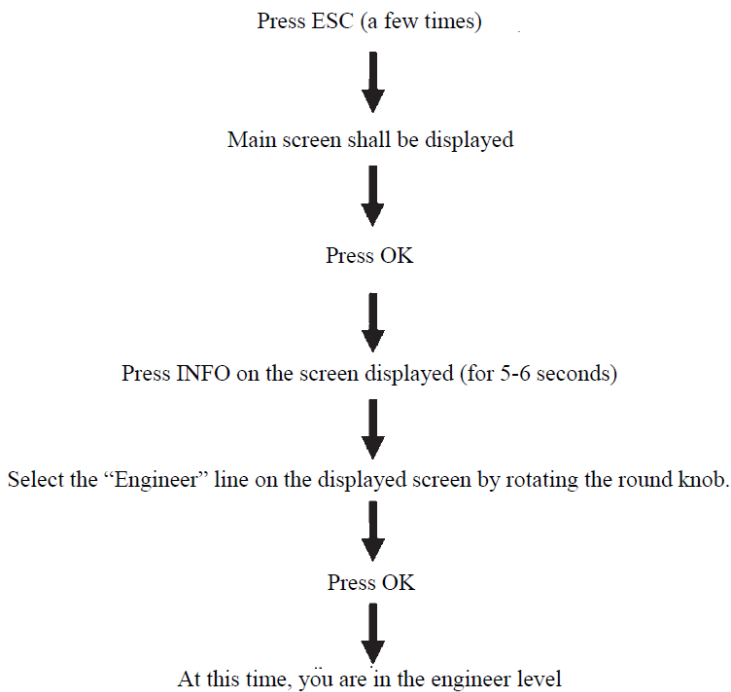 Press ESC (a few times)
Main screen shall be displayed
Press OK
Press INFO on the screen displayed (for 5-6 seconds)
Select the “Engineer” line on the displayed screen by rotating the round knob.
Press OK
At this time, you are in the engineer level